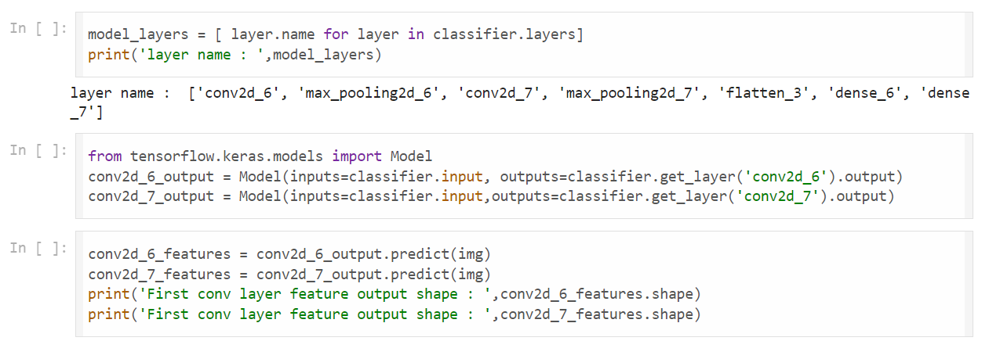 In [ ]:
model_layers = [ layer.name for layer in classifier.layers]
print('layer name : ',model_layers)
layer name :  ['conv2d_6', 'max_pooling2d_6', 'conv2d_7', 'max_pooling2d_7', 'flatten_3', 'dense_6', 'dense
_7']
In [ ]:
from tensorflow.keras.models import Model
conv2d_6_output = Model(inputs=classifier.input, outputs=classifier.get_layer('conv2d_6').output)
conv2d_7_output = Model(inputs=classifier.input,outputs=classifier.get_layer('conv2d_7').output)
In [ ]:
conv2d_6_features = conv2d_6_output.predict(img)
conv2d_7_features = conv2d_7_output.predict(img)
print('First conv layer feature output shape : ',conv2d_6_features.shape)
print('First conv layer feature output shape : ',conv2d_7_features.shape)